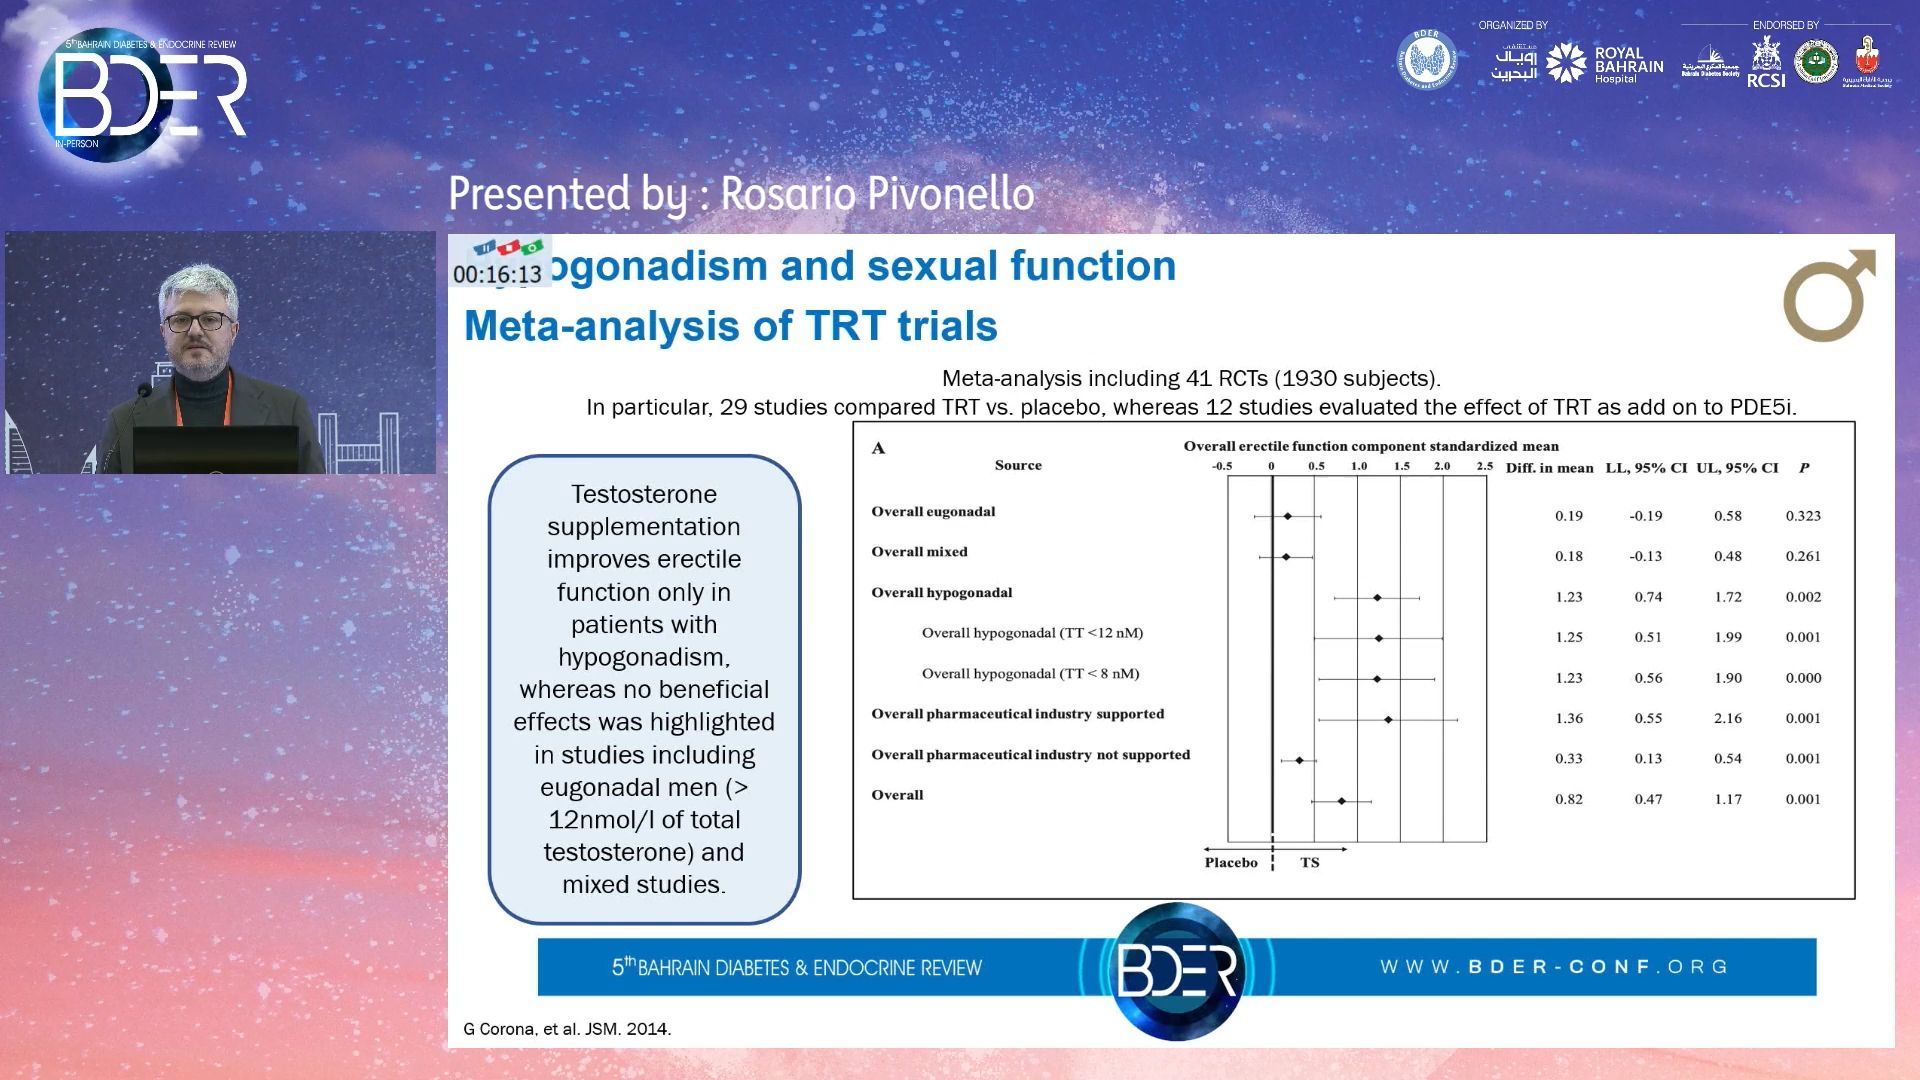 5th BAHRAIN DIABETES & ENDOCRINE REVIEW
BDER
IN-PERSON
ORGANIZED BY
ENDORSED BY
BDER
مستشفى
رويال
البحرين
ROYAL
BAHRAIN
Hospital
Bahrain Diabetes Society
RCSI
Bahrain Medical Society
Presented by : Rosario Pivonello
00:16:13
ogonadism and sexual function
Meta-analysis of TRT trials
Meta-analysis including 41 RCTs (1930 subjects).
In particular, 29 studies compared TRT vs. placebo, whereas 12 studies evaluated the effect of TRT as add on to PDE5i.
Testosterone
supplementation
improves erectile
function only in
patients with
hypogonadism,
whereas no beneficial
effects was highlighted
in studies including
eugonadal men (>
12nmol/l of total
testosterone) and
mixed studies.
A
Overall erectile function component standardized mean
Source
-0.5 0 0.5 1.0 1.5 2.0 2.5 Diff. in mean LL, 95% CI UL, 95% CI P
Overall eugonadal 0.19 -0.19 0.58 0.323
Overall mixed 0.18 -0.13 0.48 0.261
Overall hypogonadal 1.23 0.74 1.72 0.002
Overall hypogonadal (TT <12 nM) 1.25 0.51 1.99 0.001
Overall hypogonadal (TT < 8 nM) 1.23 0.56 1.90 0.000
Overall pharmaceutical industry supported 1.36 0.55 2.16 0.001
Overall pharmaceutical industry not supported 0.33 0.13 0.54 0.001
Overall 0.82 0.47 1.17 0.001
Placebo TS
5th BAHRAIN DIABETES & ENDOCRINE REVIEW
BDER
WWW.BDER-CONF.ORG
G Corona, et al. JSM. 2014.